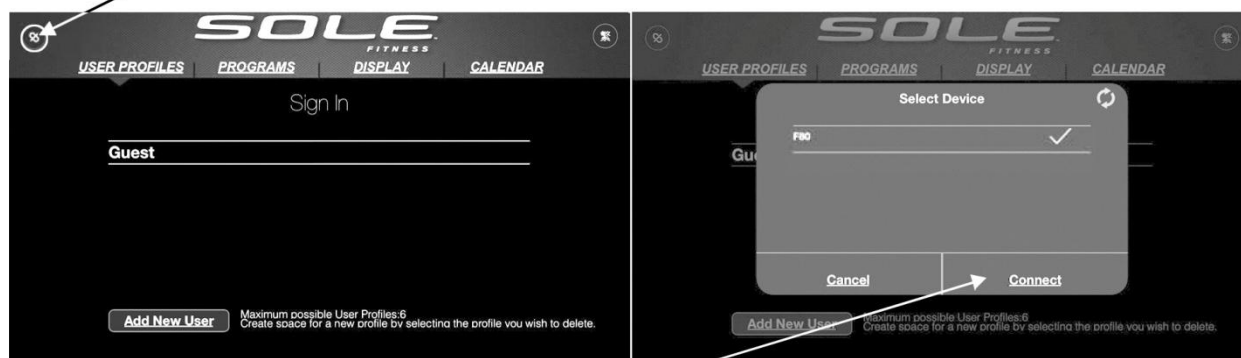 SOLE
FITNESS
USER PROFILES
PROGRAMS
DISPLAY
CALENDAR
Sign In
Guest
Add New User
Maximum possible User Profiles:6
Create space for a new profile by selecting the profile you wish to delete.
SOLE
FITNESS
USER PROFILES
PROGRAMS
DISPLAY
CALENDAR
Select Device
F80
Gu
Cancel
Connect
Add New User
Maximum possible User Profiles:6
Create space for a new profile by selecting the profile you wish to delete.